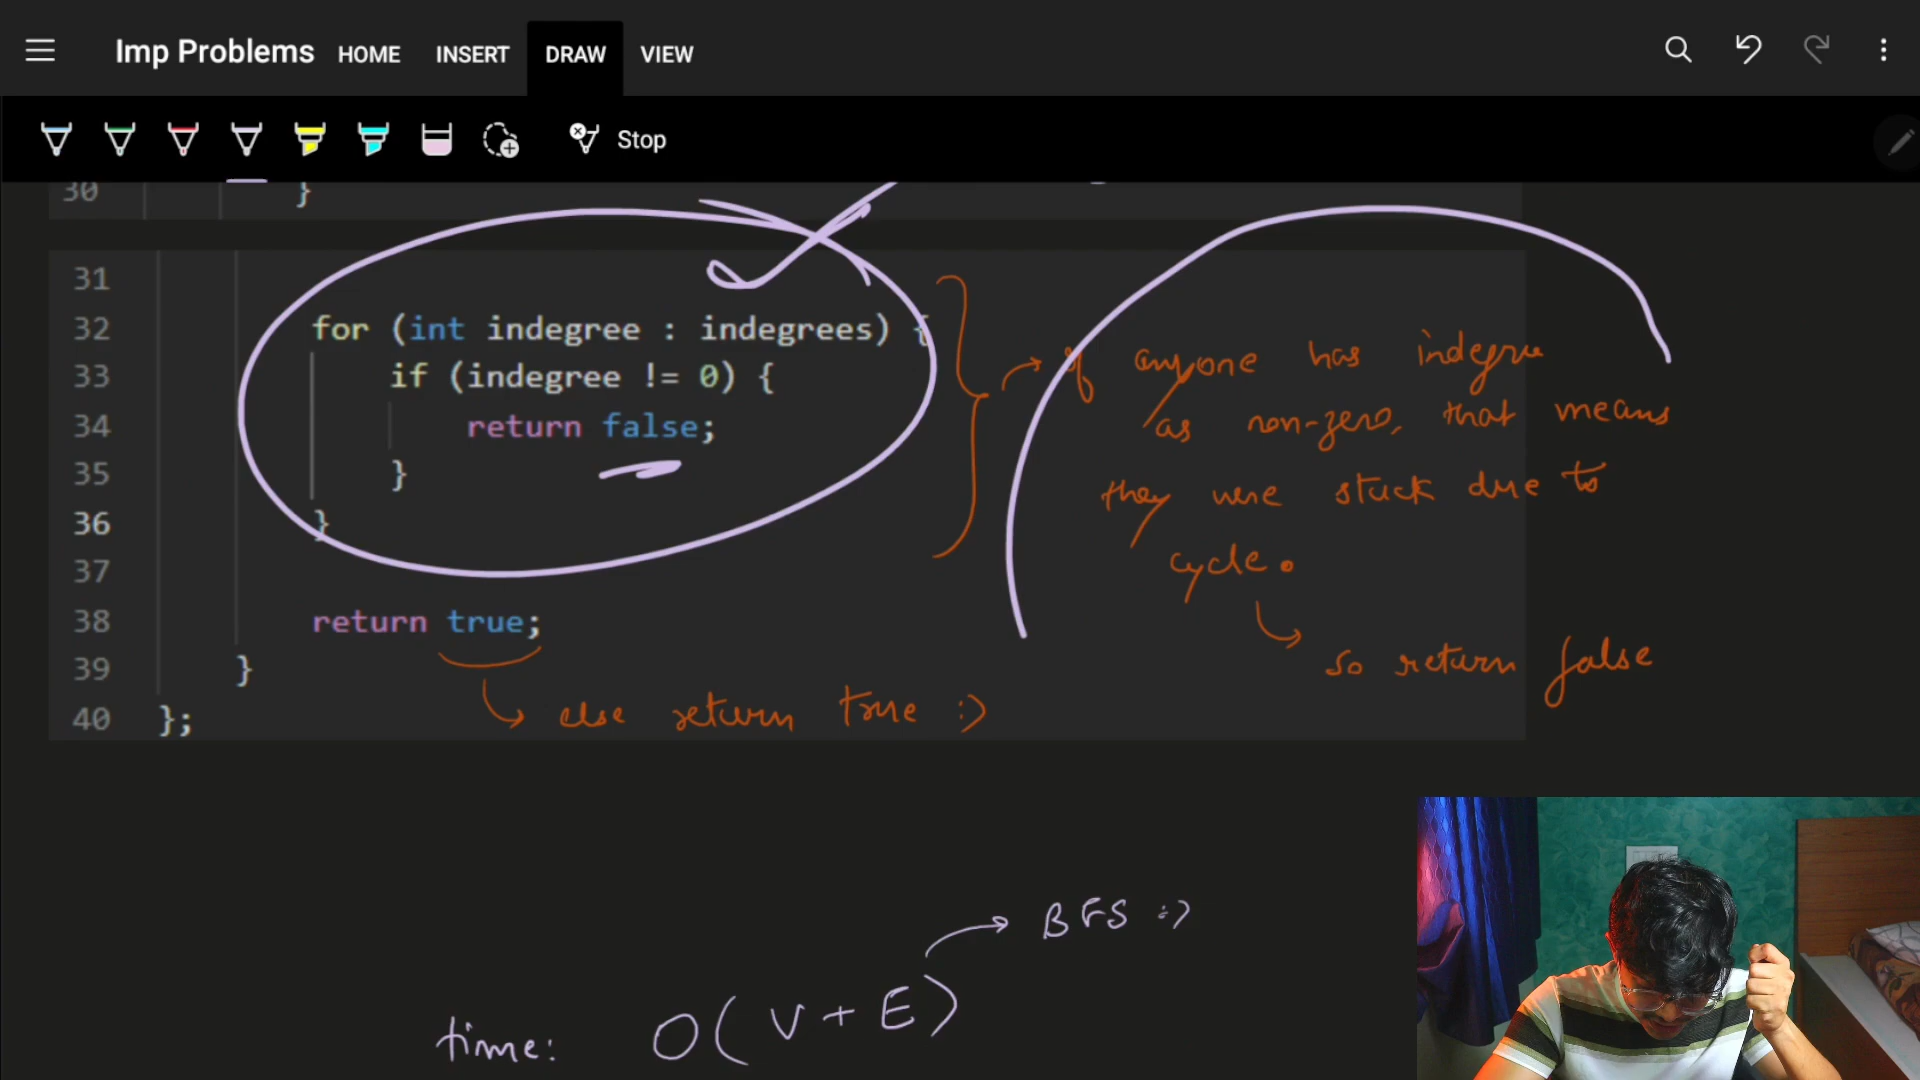 Imp Problems HOME INSERT DRAW VIEW
Stop
30 }
31
32 for (int indegree : indegrees) {
33 if (indegree != 0) {
34 return false;
35 }
36 }
37
38 return true;
39 }
40 };
if anyone has indegree
as non-zero, that means
they were stuck due to
cycle.
so return false
else return true :)
BFS :)
time: O(V+E)